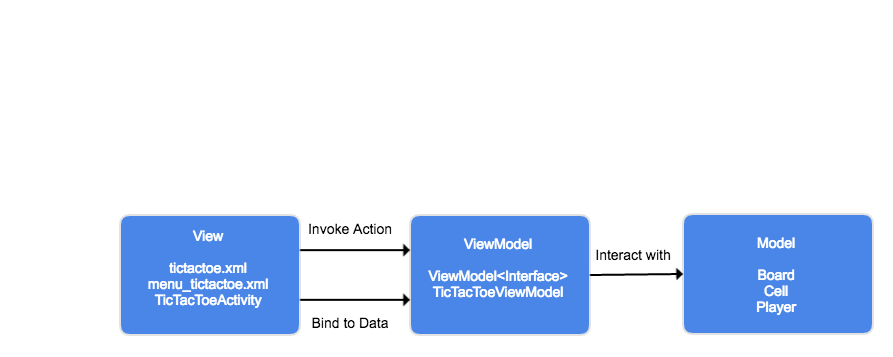 View
tictactoe.xml
menu_tictactoe.xml
TicTacToeActivity
Invoke Action
Bind to Data
ViewModel
ViewModel<Interface>
TicTacToeViewModel
Interact with
Model
Board
Cell
Player